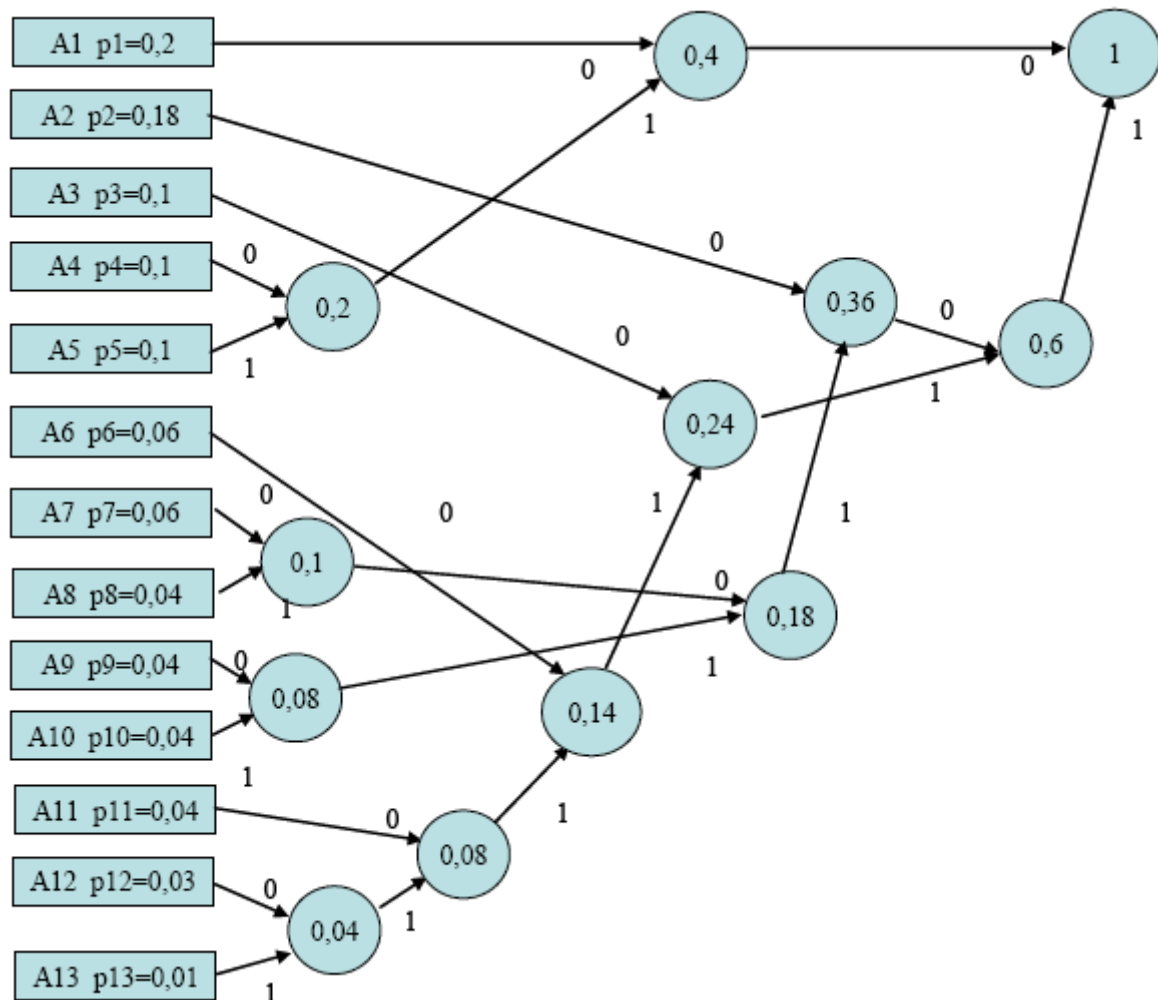 A1 p1=0,2
0,4
1
0
0
A2 p2=0,18
1
1
A3 p3=0,1
0
A4 p4=0,1
0
0,2
0,36
0
0,6
A5 p5=0,1
1
0
1
A6 p6=0,06
0,24
A7 p7=0,06
0
0
1
1
0,1
A8 p8=0,04
1
0
0,18
A9 p9=0,04
0
1
0,08
0,14
A10 p10=0,04
1
A11 p11=0,04
0
1
0,08
A12 p12=0,03
0
1
0,04
A13 p13=0,01
1